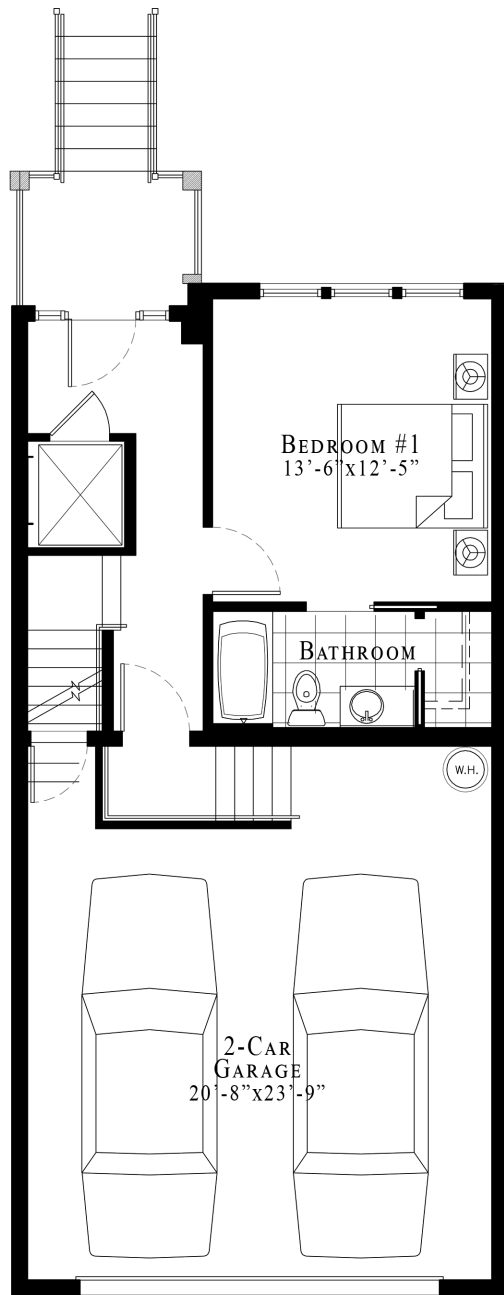 Bedroom #1
13’-6”x12’-5”
Bathroom
W.H.
2-Car
Garage
20’-8”x23’-9”